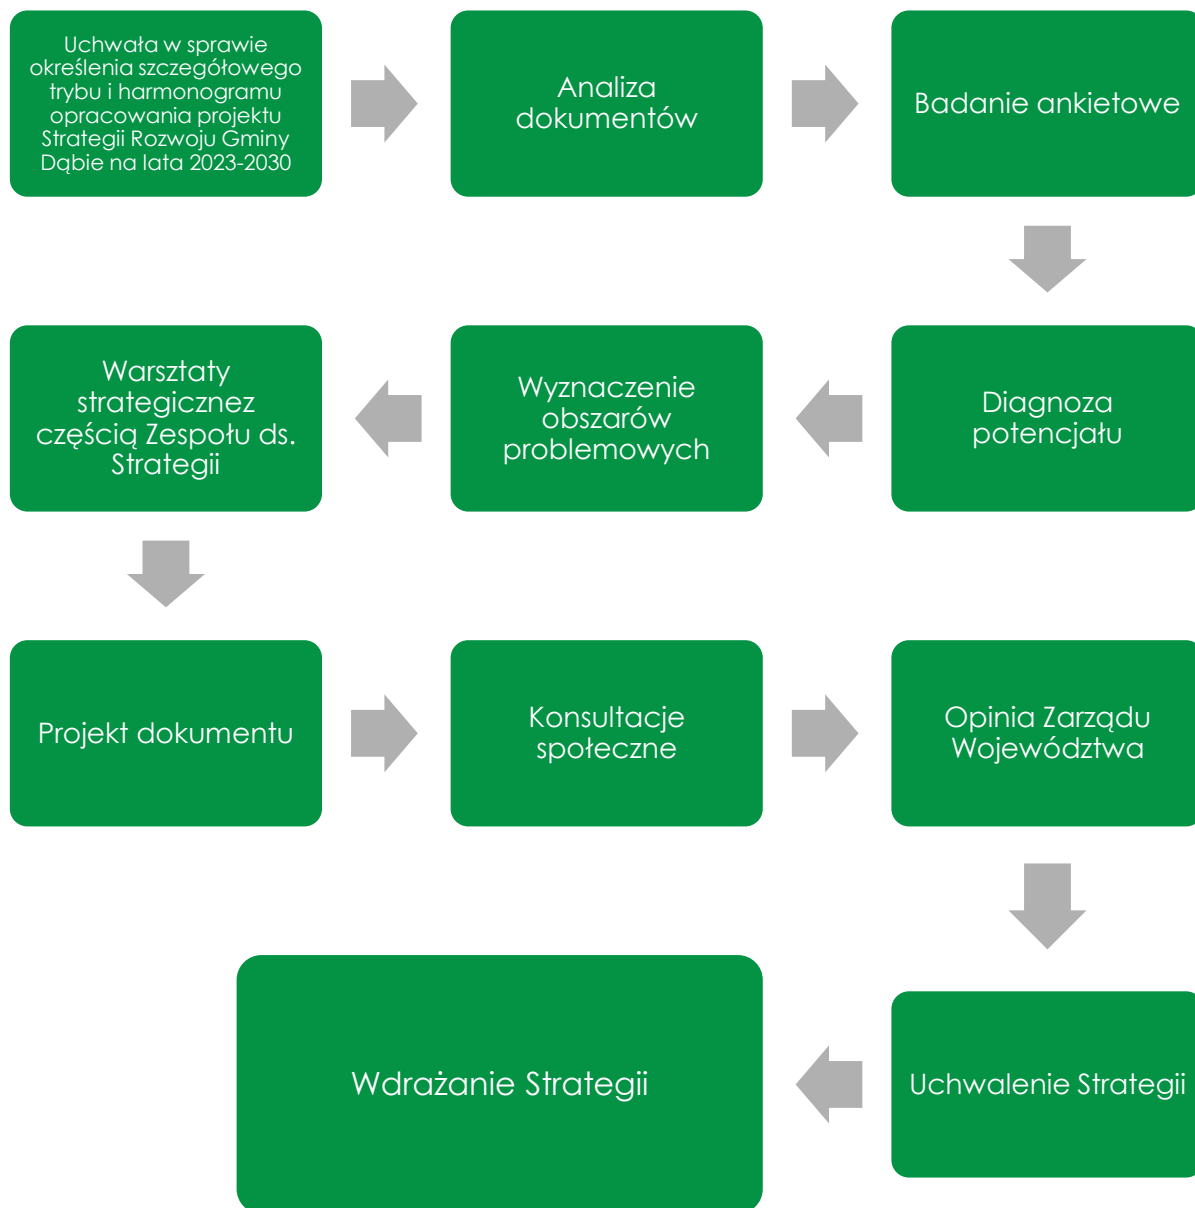 Uchwała w sprawie
określenia szczegółowego
trybu i harmonogramu
opracowania projektu
Strategii Rozwoju Gminy
Dąbie na lata 2023-2030
Analiza
dokumentów
Badanie ankietowe
Diagnoza
potencjału
Wyznaczenie
obszarów
problemowych
Warsztaty
strategicznez
częścią Zespołu ds.
Strategii
Projekt dokumentu
Konsultacje
społeczne
Opinia Zarządu
Województwa
Uchwalenie Strategii
Wdrażanie Strategii